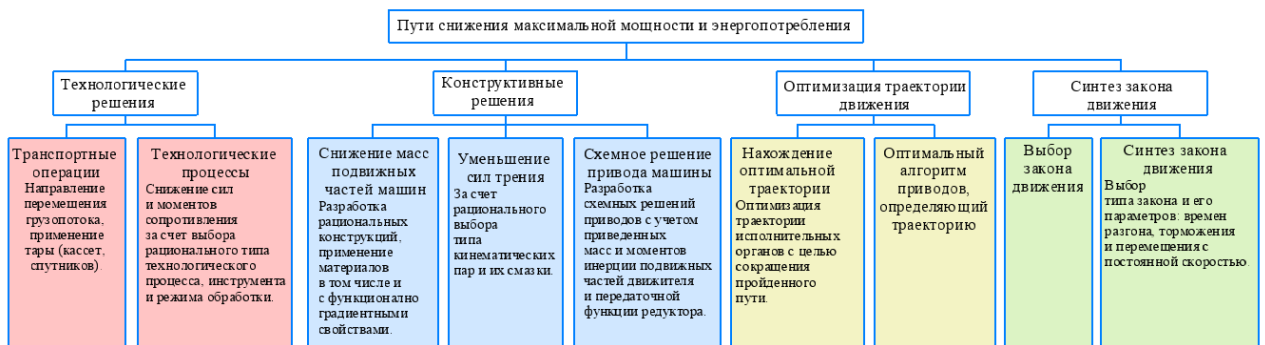 Пути снижения максимальной мощности и энергопотребления
Технологические
решения
Конструктивные
решения
Оптимизация траектории
движения
Синтез закона
движения
Транспортные
операции
Направление
перемещения
грузопотока,
применение
тары (кассет,
спутников).
Технологические
процессы
Снижение сил
и моментов
сопротивления
за счет выбора
рационального типа
технологического
процесса, инструмента
и режима обработки.
Снижение масс
подвижных
частей машин
Разработка
рациональных
конструкций,
применение
материалов
в том числе и
с функционально
градиентными
свойствами.
Уменьшение
сил трения
За счет
рационального
выбора
типа
кинематических
пар и их смазки.
Схемное решение
привода машины
Разработка
схемных решений
приводов с учетом
приведенных
масс и моментов
инерции подвижных
частей движителя
и передаточной
функции редуктора.
Нахождение
оптимальной
траектории
Оптимизация
траектории
исполнительных
органов с целью
сокращения
пройденного
пути.
Оптимальный
алгоритм
приводов,
определяющий
траекторию
Выбор
закона
движения
Синтез закона
движения
Выбор
типа закона и его
параметров: времен
разгона, торможения
и перемещения с
постоянной скоростью.